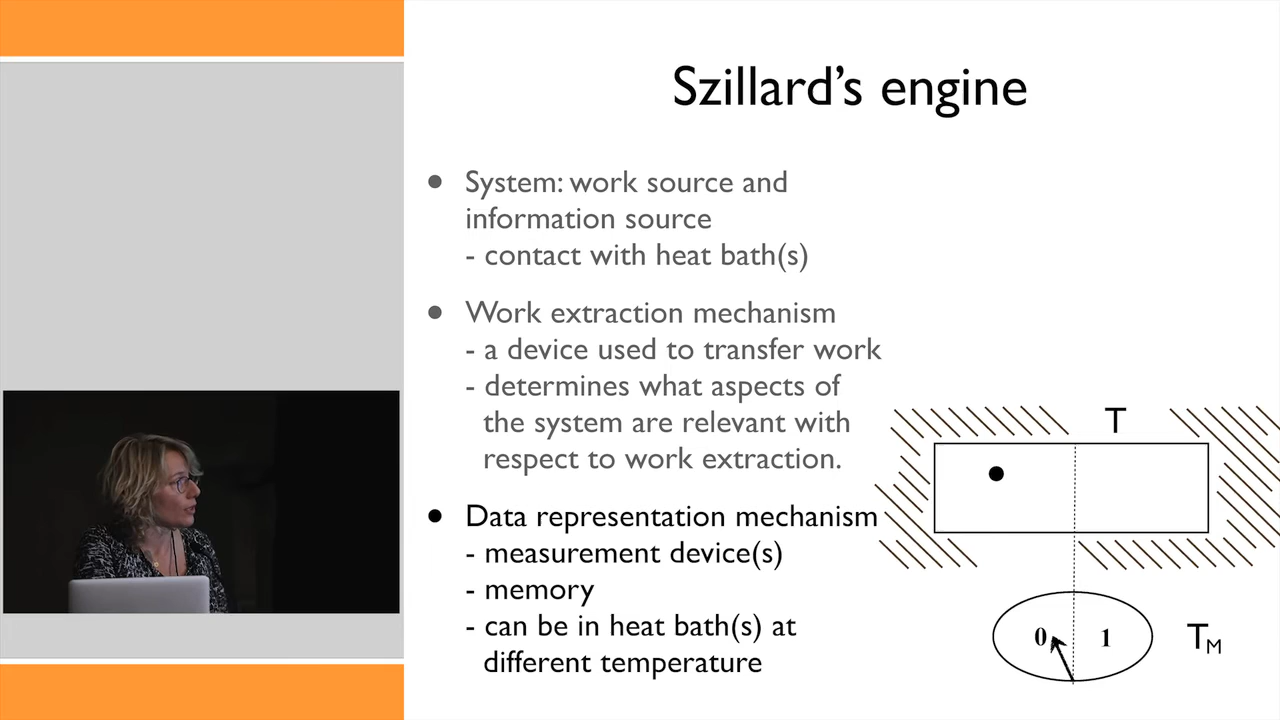 Szillard's engine
• System: work source and
information source
- contact with heat bath(s)
• Work extraction mechanism
- a device used to transfer work
- determines what aspects of
the system are relevant with
respect to work extraction.
• Data representation mechanism
- measurement device(s)
- memory
- can be in heat bath(s) at
different temperature
T
0 1
TM